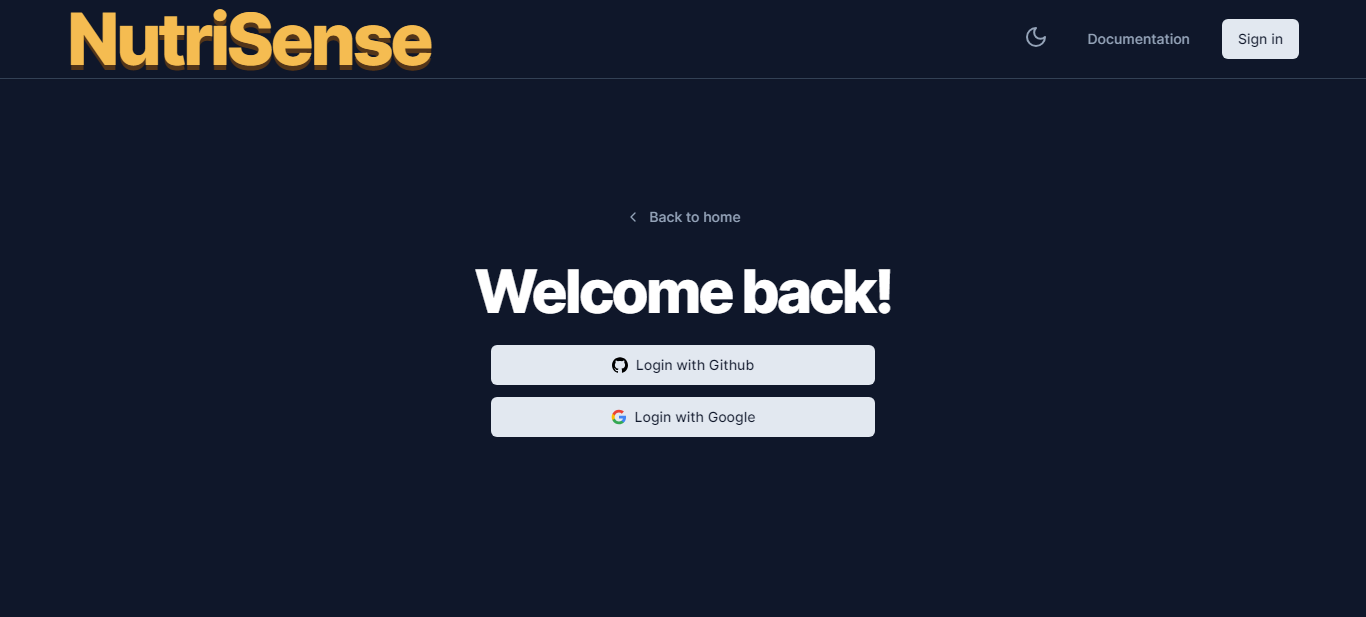 NutriSense
Documentation
Sign in
Back to home
Welcome back!
Login with Github
Login with Google